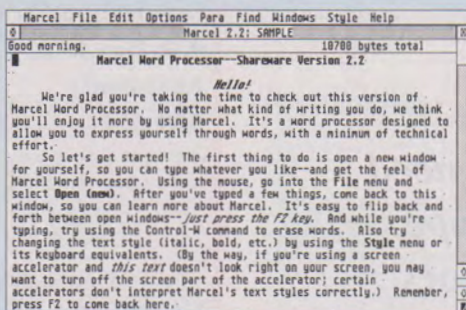 Marcel File Edit Options Para Find Windows Style Help
Marcel 2.2: SAMPLE
Good morning. 10700 bytes total
Marcel Word Processor--Shareware Version 2.2
Hello!
We're glad you're taking the time to check out this version of
Marcel Word Processor. No matter what kind of writing you do, we think
you'll enjoy it more by using Marcel. It's a word processor designed to
allow you to express yourself through words, with a minimum of technical
effort.
So let's get started! The first thing to do is open a new window
for yourself, so you can type whatever you like--and get the feel of
Marcel Word Processor. Using the mouse, go into the File menu and
select Open (new). After you've typed a few things, come back to this
window, so you can learn more about Marcel. It's easy to flip back and
forth between open windows--just press the F2 key. And while you're
typing, try using the Control-W command to erase words. Also try
changing the text style (italic, bold, etc.) by using the Style menu or
its keyboard equivalents. (By the way, if you're using a screen
accelerator and this text doesn't look right on your screen, you may
want to turn off the screen part of the accelerator; certain
accelerators don't interpret Marcel's text styles correctly.) Remember,
press F2 to come back here.